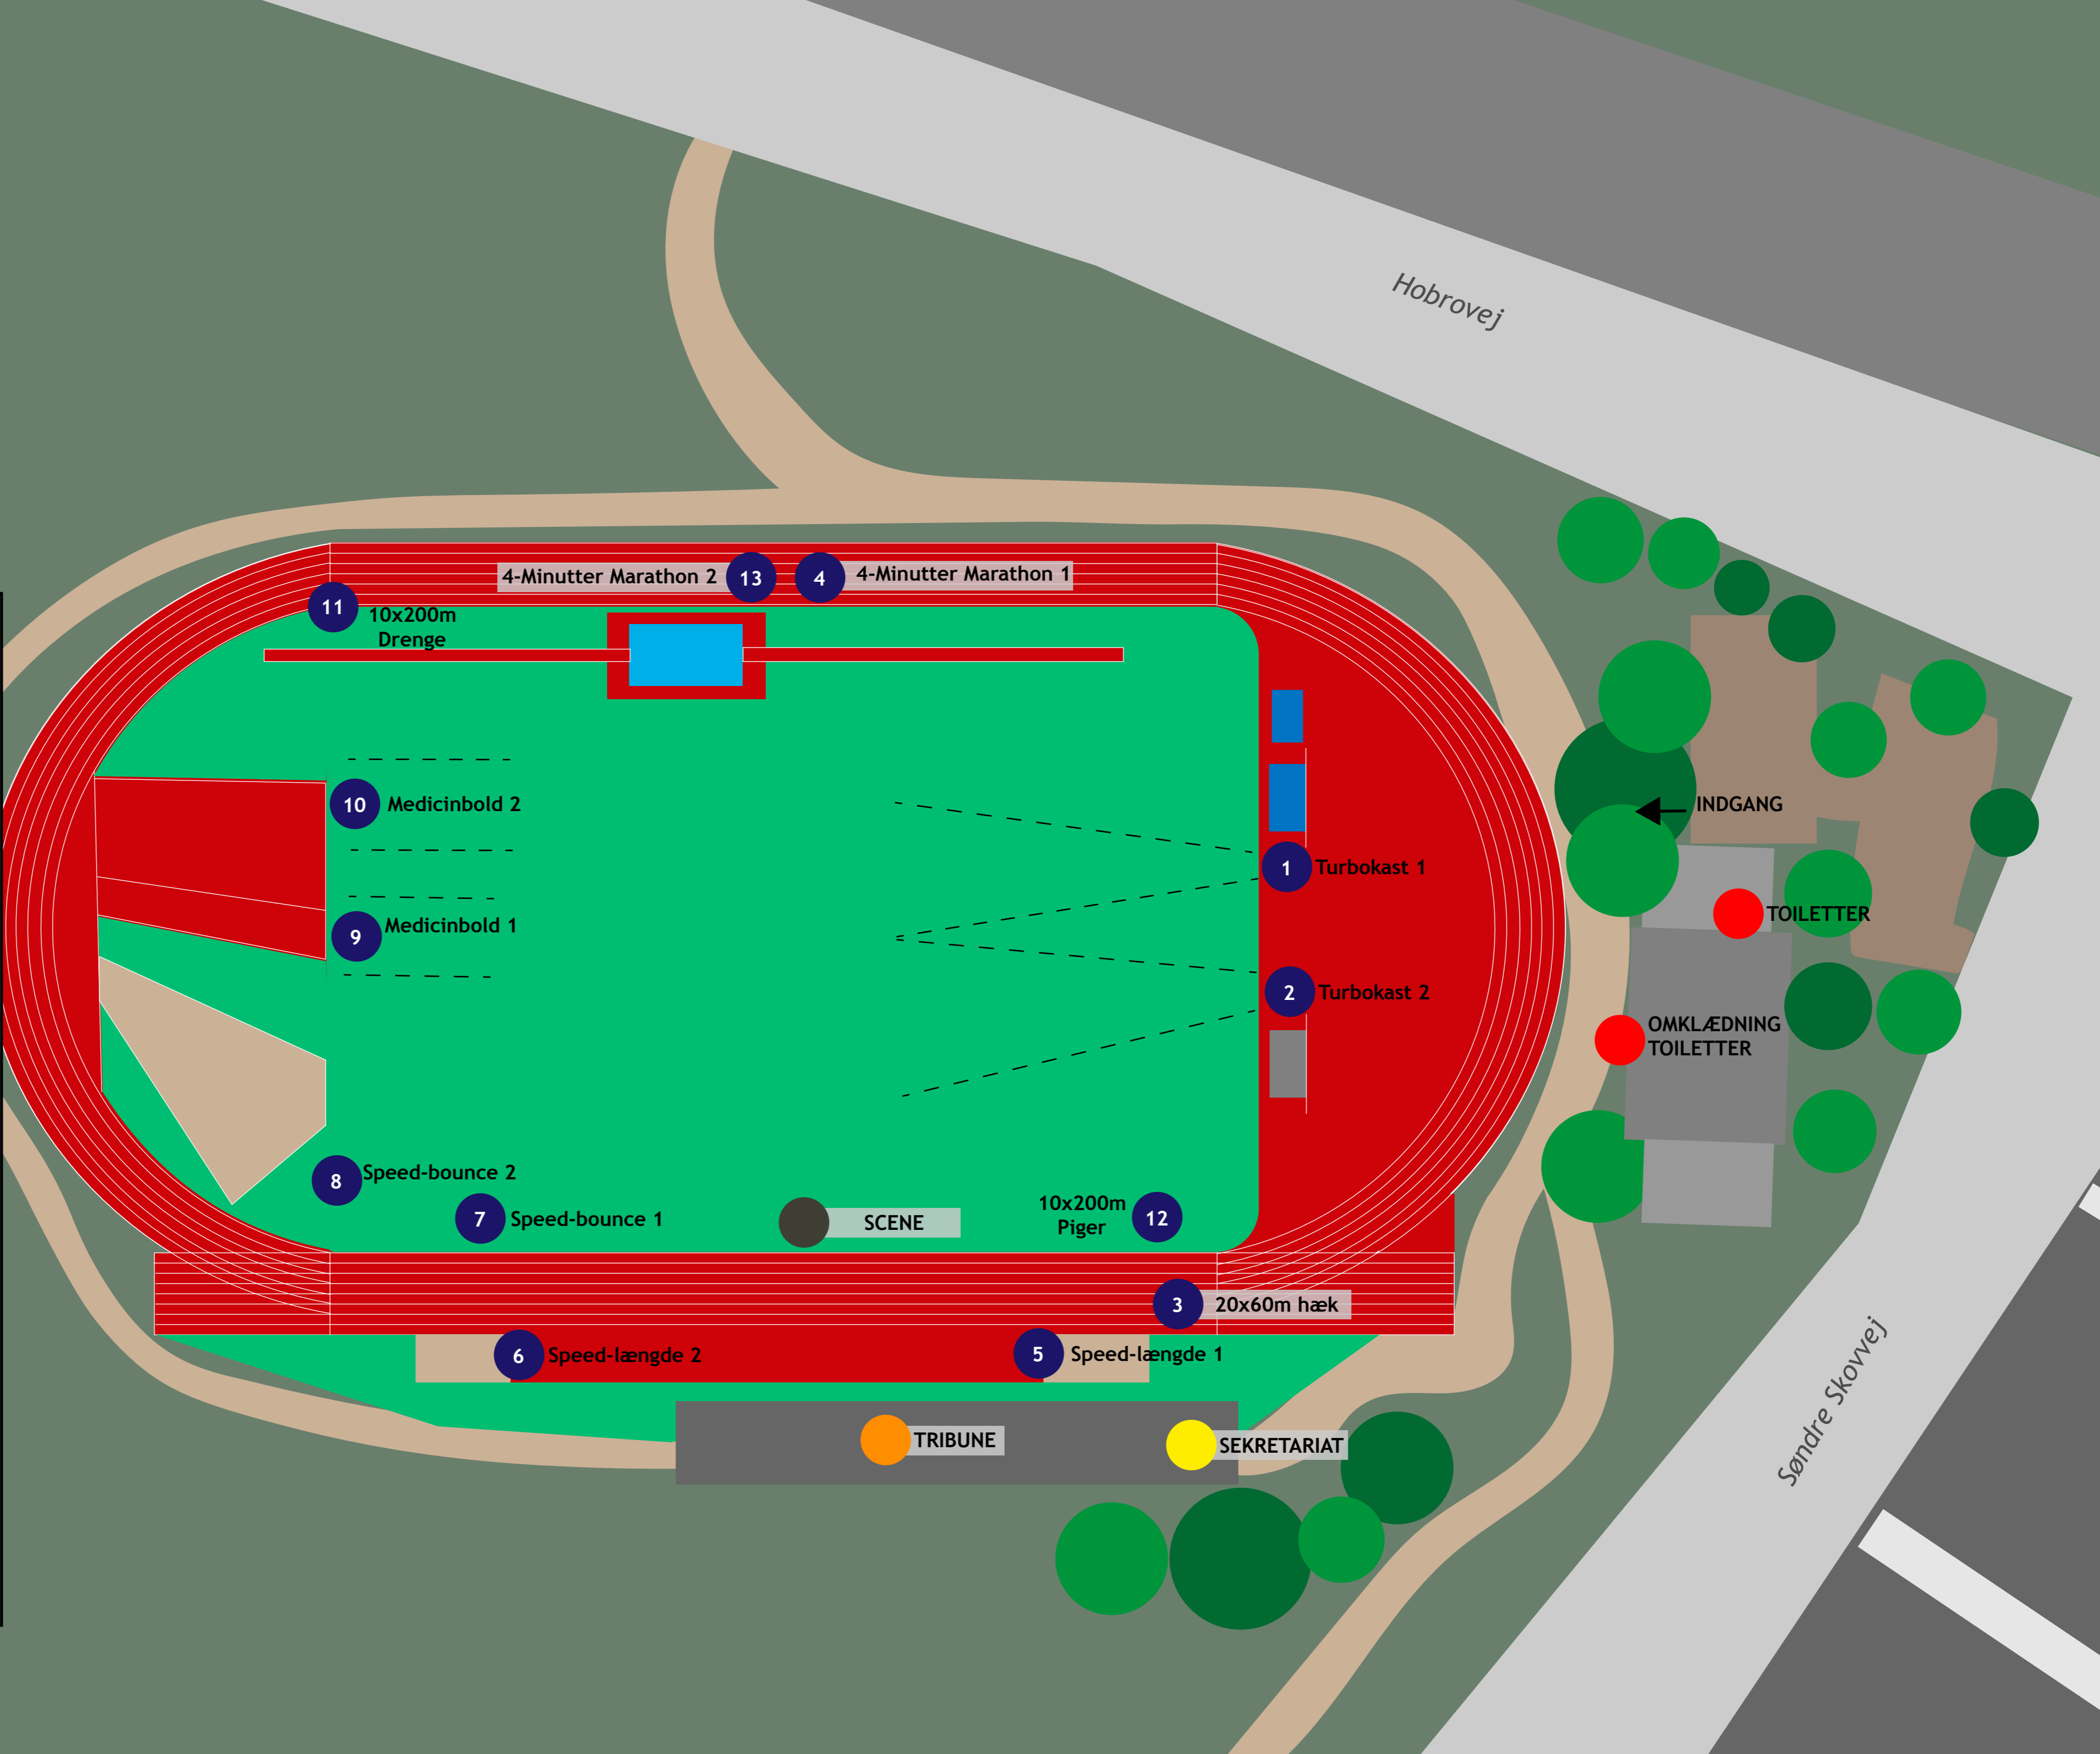 Hobrovej
4-Minutter Marathon 2
13
4
4-Minutter Marathon 1
11
10x200m
Drenge
10
Medicinbold 2
INDGANG
1
Turbokast 1
9
Medicinbold 1
TOILETTER
2
Turbokast 2
OMKLÆDNING
TOILETTER
8
Speed-bounce 2
7
Speed-bounce 1
SCENE
10x200m
Piger
12
3
20x60m hæk
6
Speed-længde 2
5
Speed-længde 1
TRIBUNE
SEKRETARIAT
Søndre Skovvej